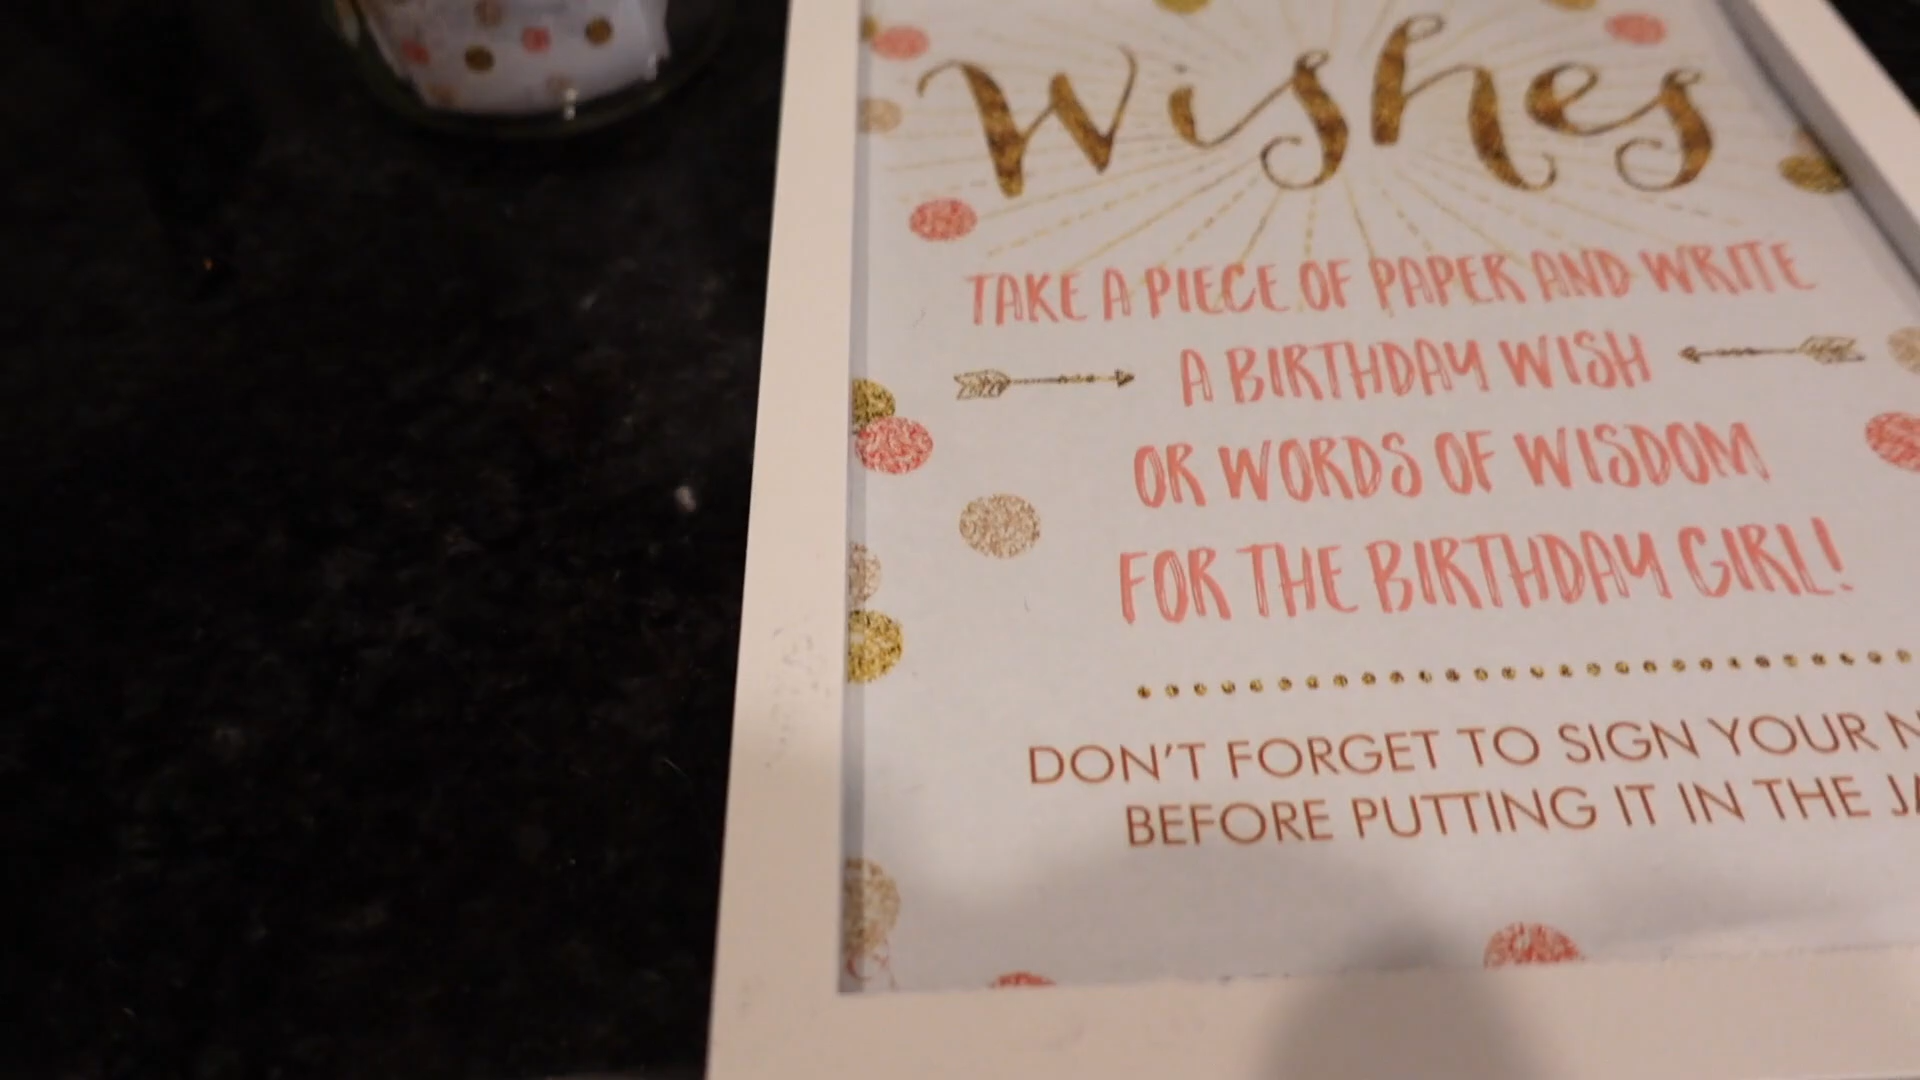 Wishes
TAKE A PIECE OF PAPER AND WRITE
A BIRTHDAY WISH
OR WORDS OF WISDOM
FOR THE BIRTHDAY GIRL!
DON'T FORGET TO SIGN YOUR
BEFORE PUTTING IT IN THE